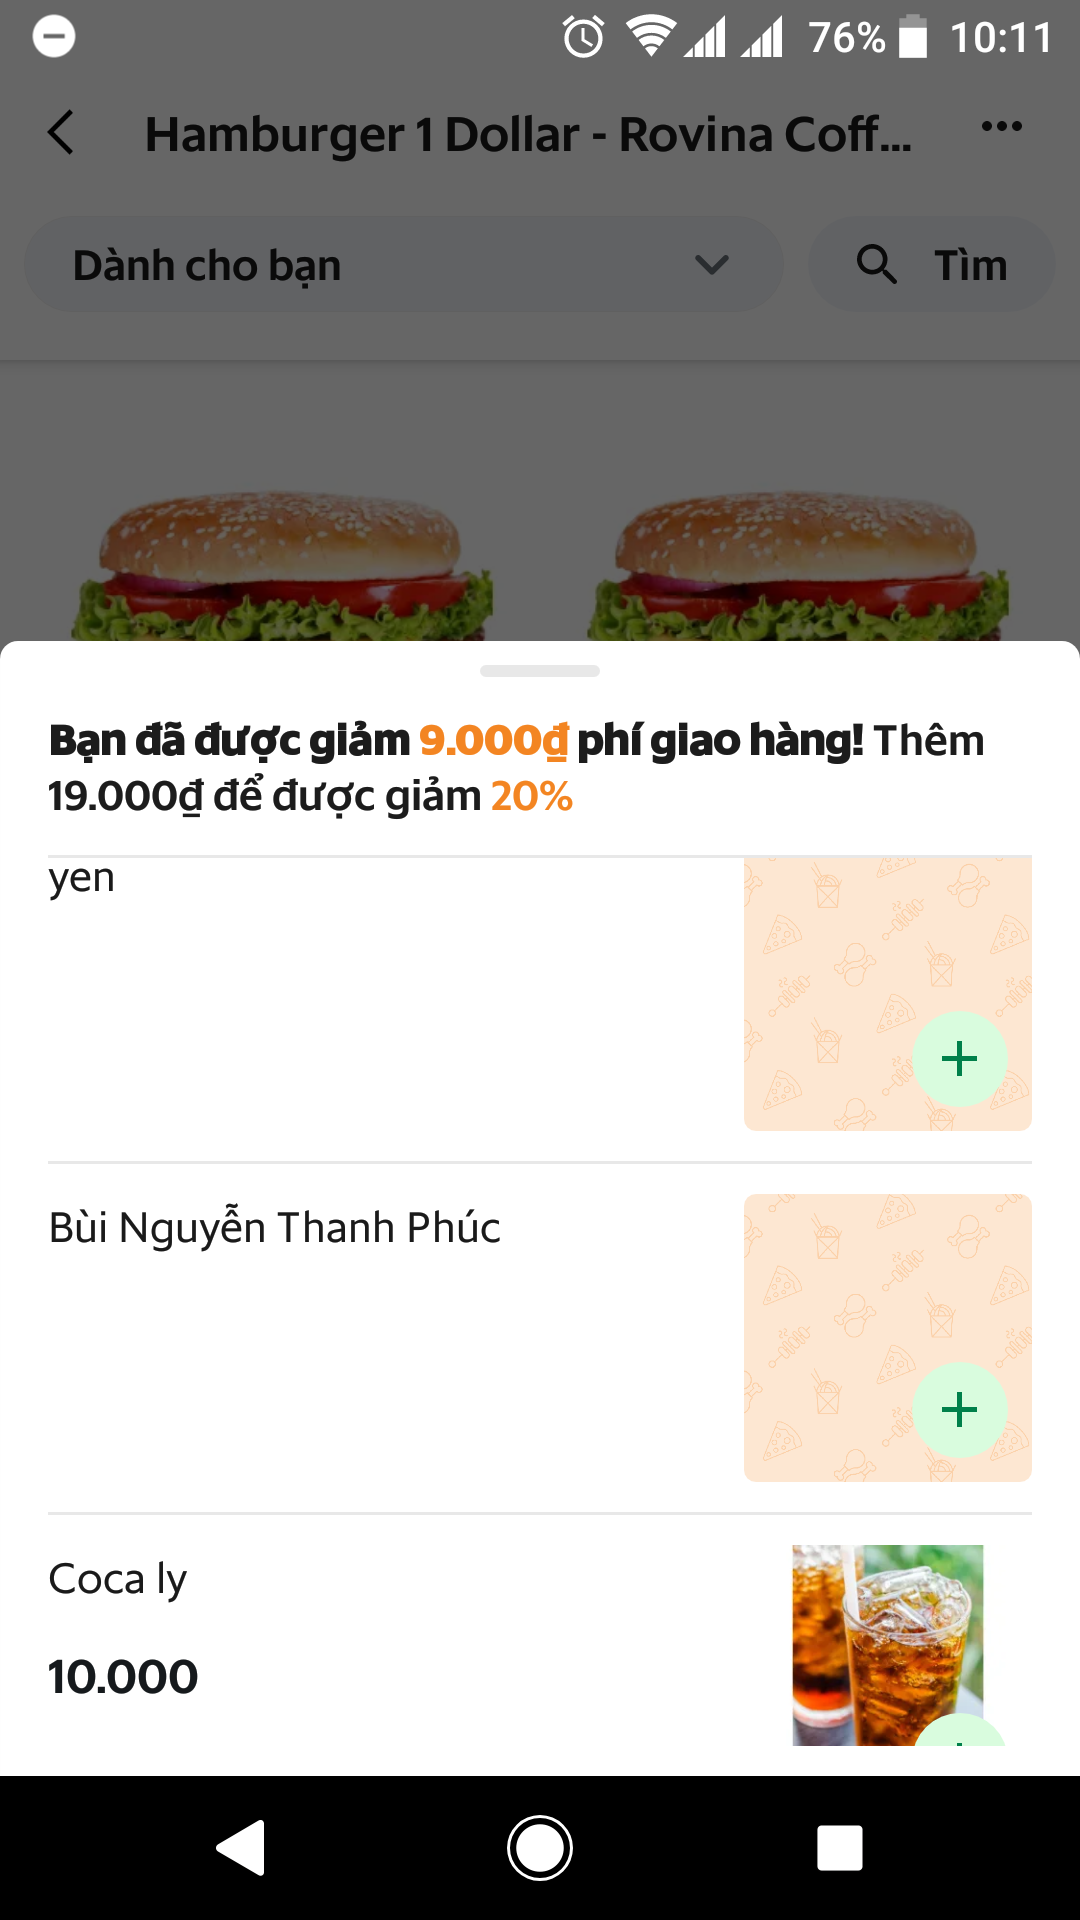 76% 10:11
Hamburger 1 Dollar - Rovina Coff...
Dành cho bạn
Tìm
Bạn đã được giảm 9.000₫ phí giao hàng! Thêm
19.000₫ để được giảm 20%
yen
Bùi Nguyễn Thanh Phúc
Coca ly
10.000